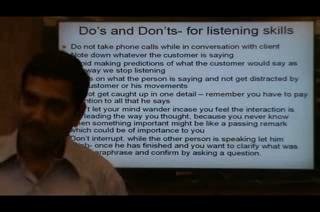 Do's and Don'ts- for listening skills
Do not take phone calls while in conversation with client
Note down whatever the customer is saying
id making predictions of what the customer would say as
way we stop listening
s on what the person is saying and not get distracted by
ustomer or his movements
ot get caught up in one detail – remember you have to pay
ention to all that he says
't let your mind wander incase you feel the interaction is
leading the way you thought, because you never know
en something important might be like a passing remark
which could be of importance to you
Don't interrupt. while the other person is speaking let him
sh- once he has finished and you want to clarify what was
paraphrase and confirm by asking a question.